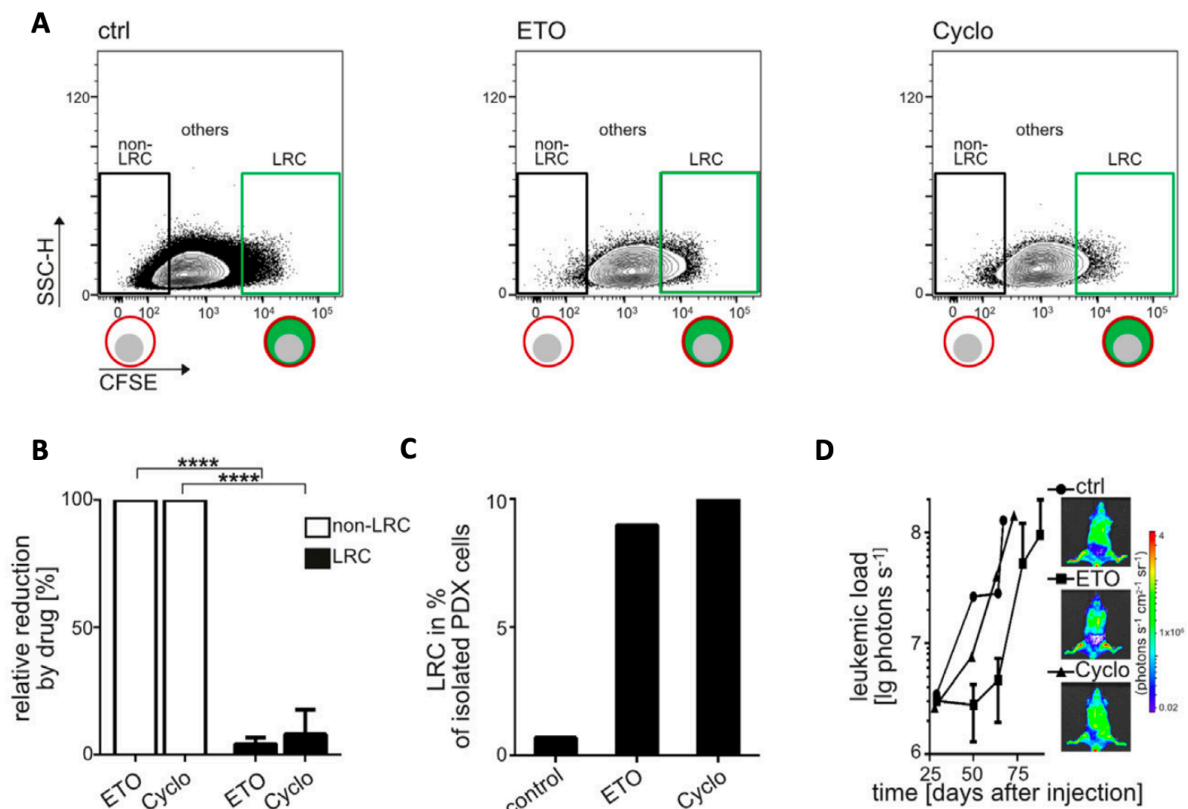 A
ctrl
120
others
non-
LRC
LRC
SSC-H
0
0 10² 10³ 10⁴ 10⁵
CFSE
ETO
120
others
non-
LRC
LRC
0
0 10² 10³ 10⁴ 10⁵
Cyclo
120
others
non-
LRC
LRC
0
0 10² 10³ 10⁴ 10⁵
B
****
****
100
50
0
relative reduction
by drug [%]
non-LRC
LRC
ETO
Cyclo
ETO
Cyclo
C
10
5
0
LRC in %
of isolated PDX cells
control
ETO
Cyclo
D
8
7
6
leukemic load
[lg photons s⁻¹]
25 50 75
time [days after injection]
ctrl
ETO
Cyclo
4
1x10⁶
0.02
(photons s⁻¹ cm²⁻¹ sr⁻¹)